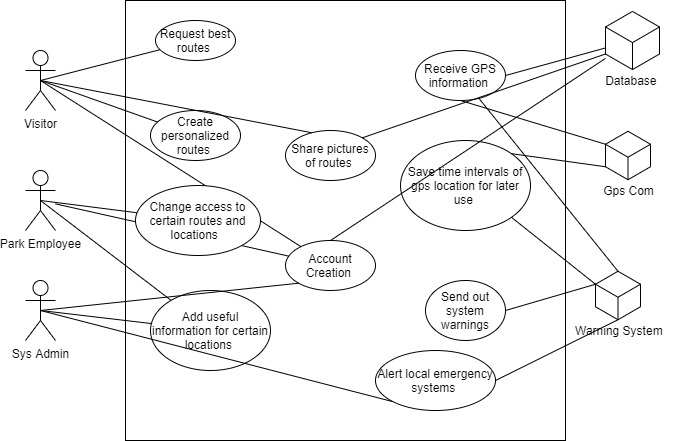 Request best
routes
Visitor
Create
personalized
routes
Share pictures
of routes
Receive GPS
information
Database
Save time intervals of
gps location for later
use
Gps Com
Park Employee
Change access to
certain routes and
locations
Account
Creation
Sys Admin
Add useful
information for certain
locations
Send out
system
warnings
Warning System
Alert local emergency
systems